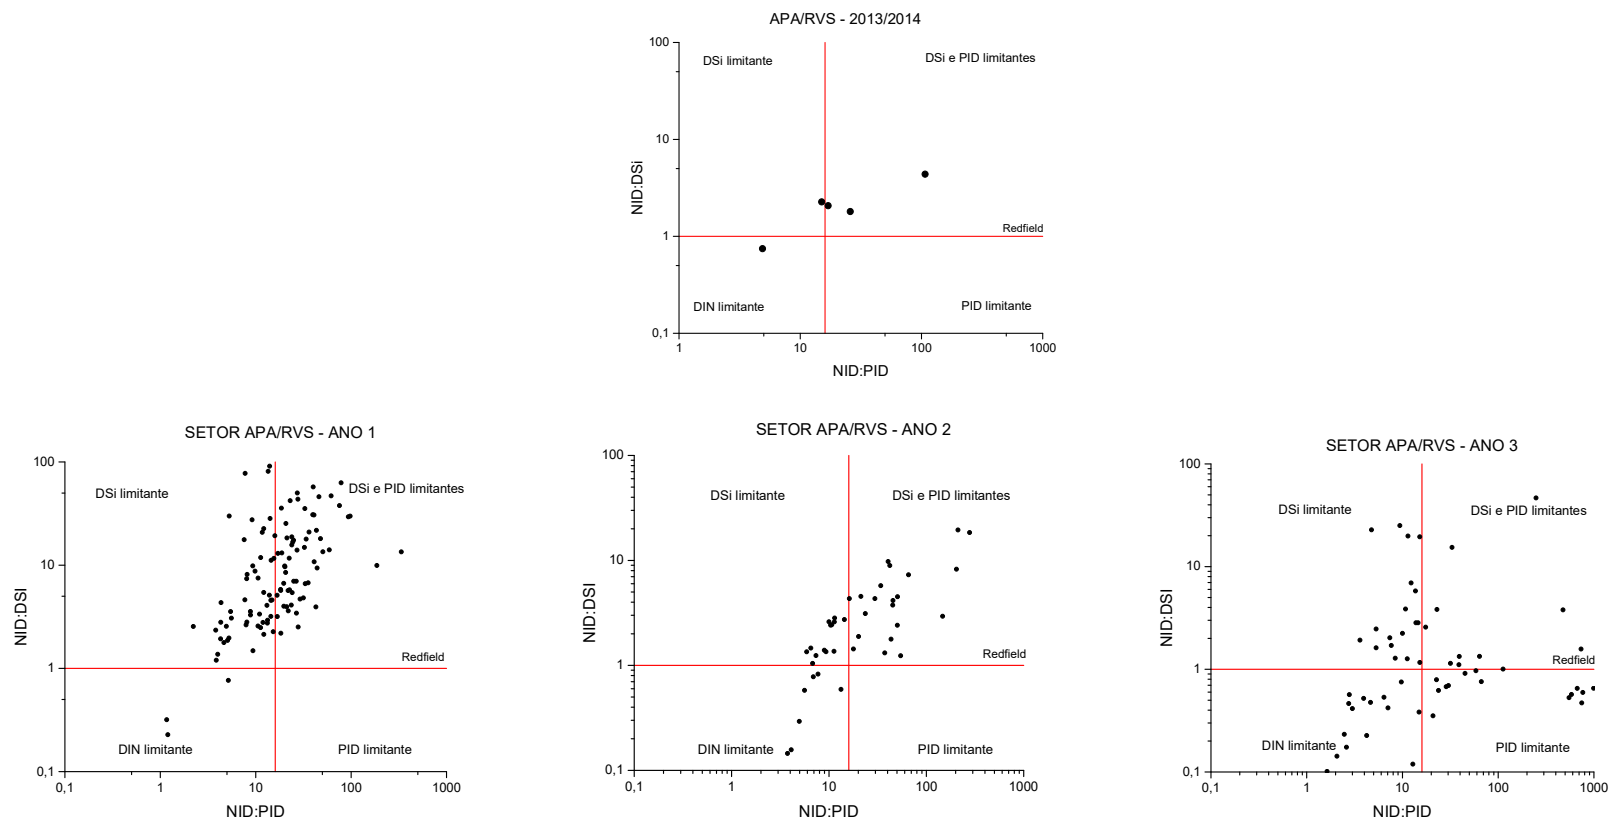 APA/RVS - 2013/2014
100
DSi limitante
DSi e PID limitantes
10
NID:DSi
1
Redfield
DIN limitante
PID limitante
0,1
1
10
100
1000
NID:PID
SETOR APA/RVS - ANO 1
100
DSi limitante
DSi e PID limitantes
10
NID:DSI
1
Redfield
DIN limitante
PID limitante
0,1
0,1
1
10
100
1000
NID:PID
SETOR APA/RVS - ANO 2
100
DSi limitante
DSi e PID limitantes
10
NID:DSI
1
Redfield
DIN limitante
PID limitante
0,1
0,1
1
10
100
1000
NID:PID
SETOR APA/RVS - ANO 3
100
DSi limitante
DSi e PID limitantes
10
NID:DSI
1
Redfield
DIN limitante
PID limitante
0,1
0,1
1
10
100
1000
NID:PID